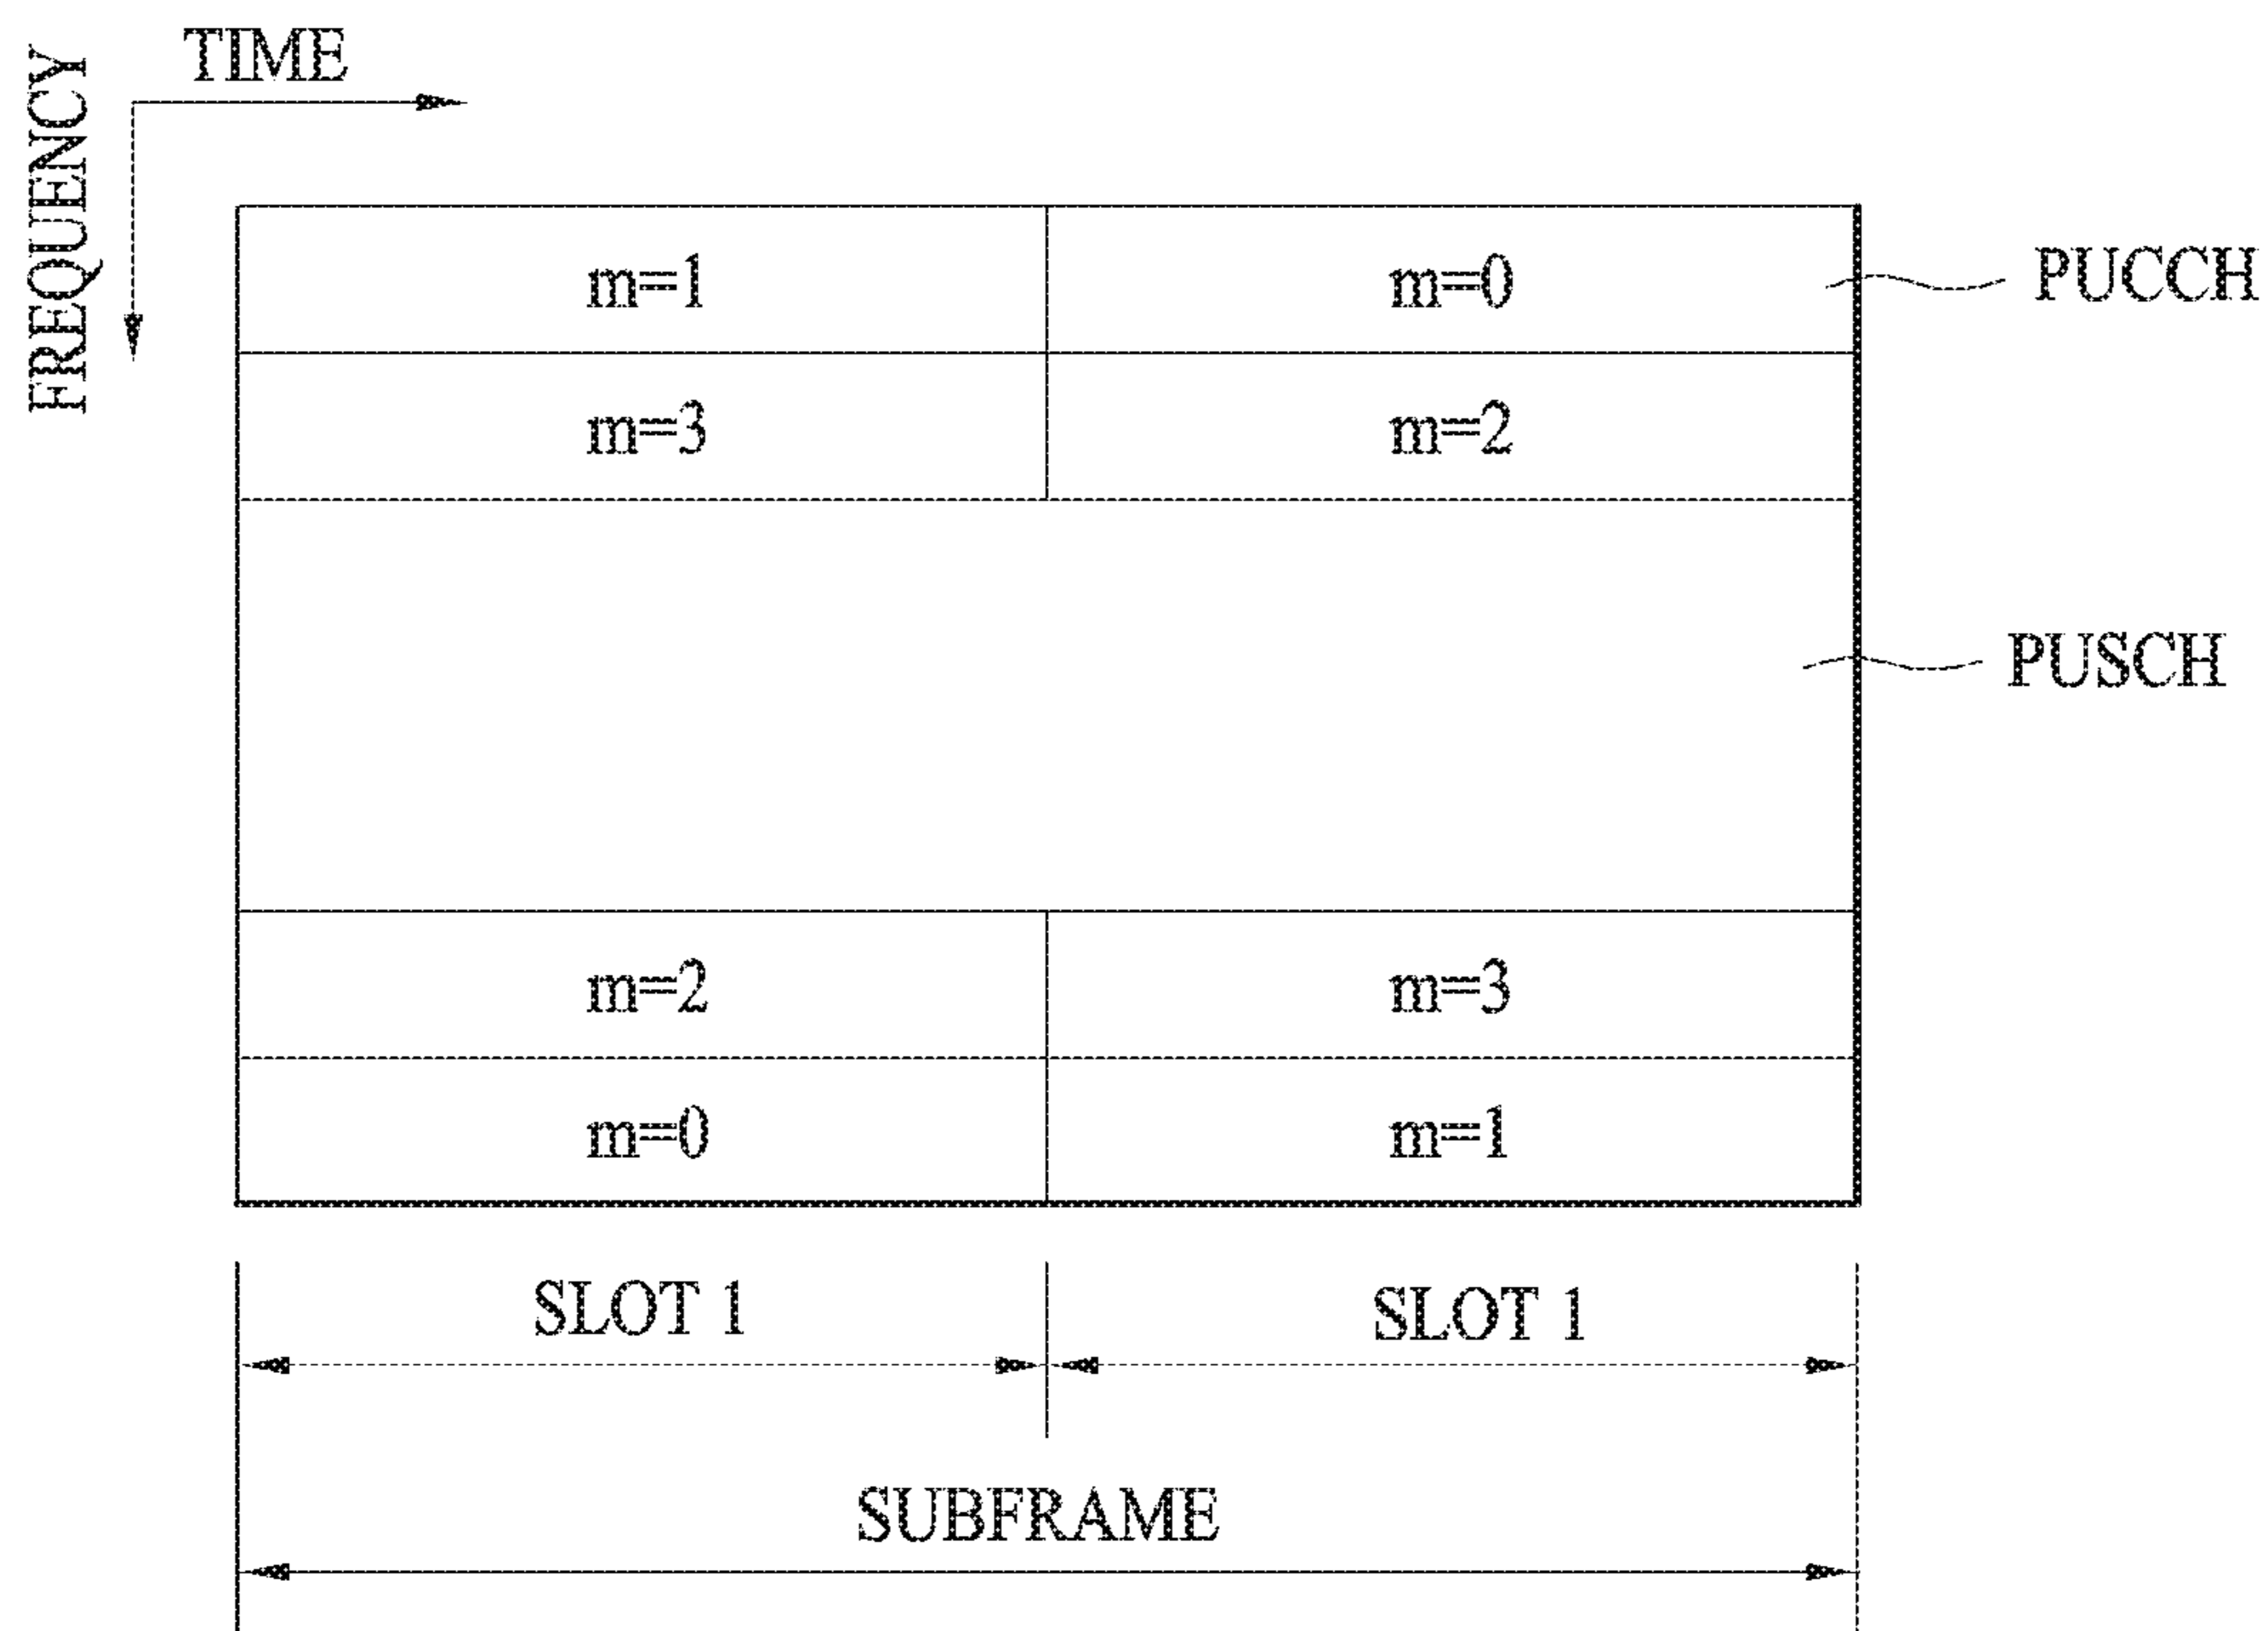 TIME
FREQUENCY
m=1 m=0 PUCCH
m=3 m=2
PUSCH
m=2 m=3
m=0 m=1
SLOT 1 SLOT 1
SUBFRAME